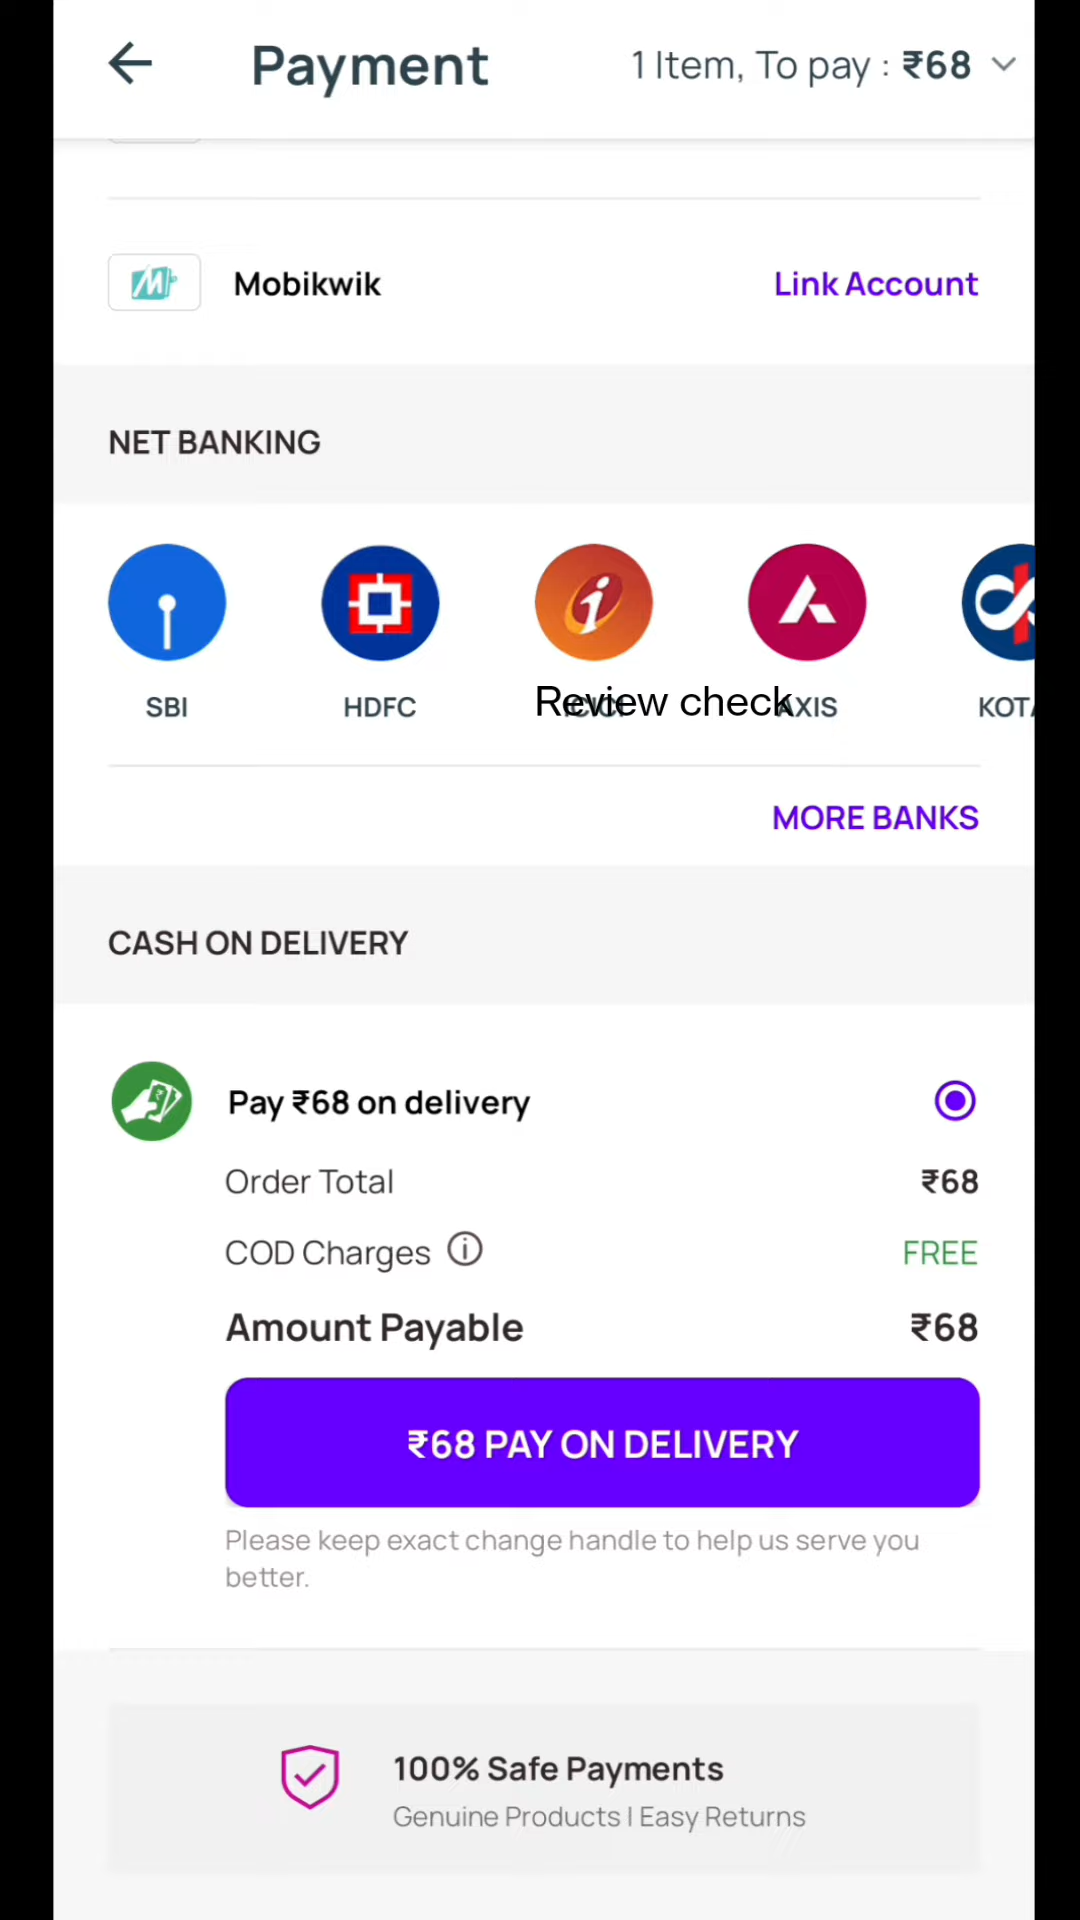 Payment
1 Item, To pay : ₹68
Mobikwik
Link Account
NET BANKING
SBI
HDFC
Review check
AXIS
MORE BANKS
CASH ON DELIVERY
Pay ₹68 on delivery
Order Total
₹68
COD Charges
FREE
Amount Payable
₹68
₹68 PAY ON DELIVERY
Please keep exact change handle to help us serve you
better.
100% Safe Payments
Genuine Products | Easy Returns